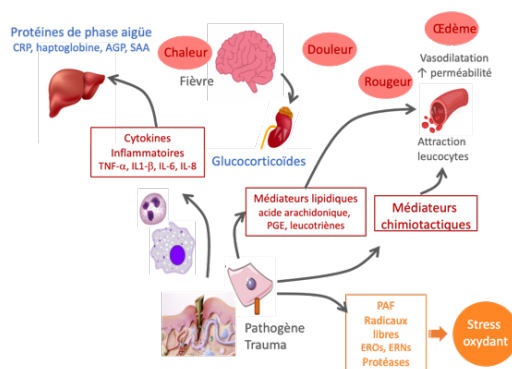 Protéines de phase aigüe
CRP, haptoglobine, AGP, SAA
Chaleur
Fièvre
Douleur
Rougeur
Œdème
Vasodilatation
↑ perméabilité
Attraction
leucocytes
Glucocorticoïdes
Cytokines
Inflammatoires
TNF-α, IL1-β, IL-6, IL-8
Médiateurs lipidiques
acide arachidonique,
PGE, leucotriènes
Médiateurs
chimiotactiques
Pathogène
Trauma
PAF
Radicaux
libres
EROs, ERNs
Protéases
Stress
oxydant